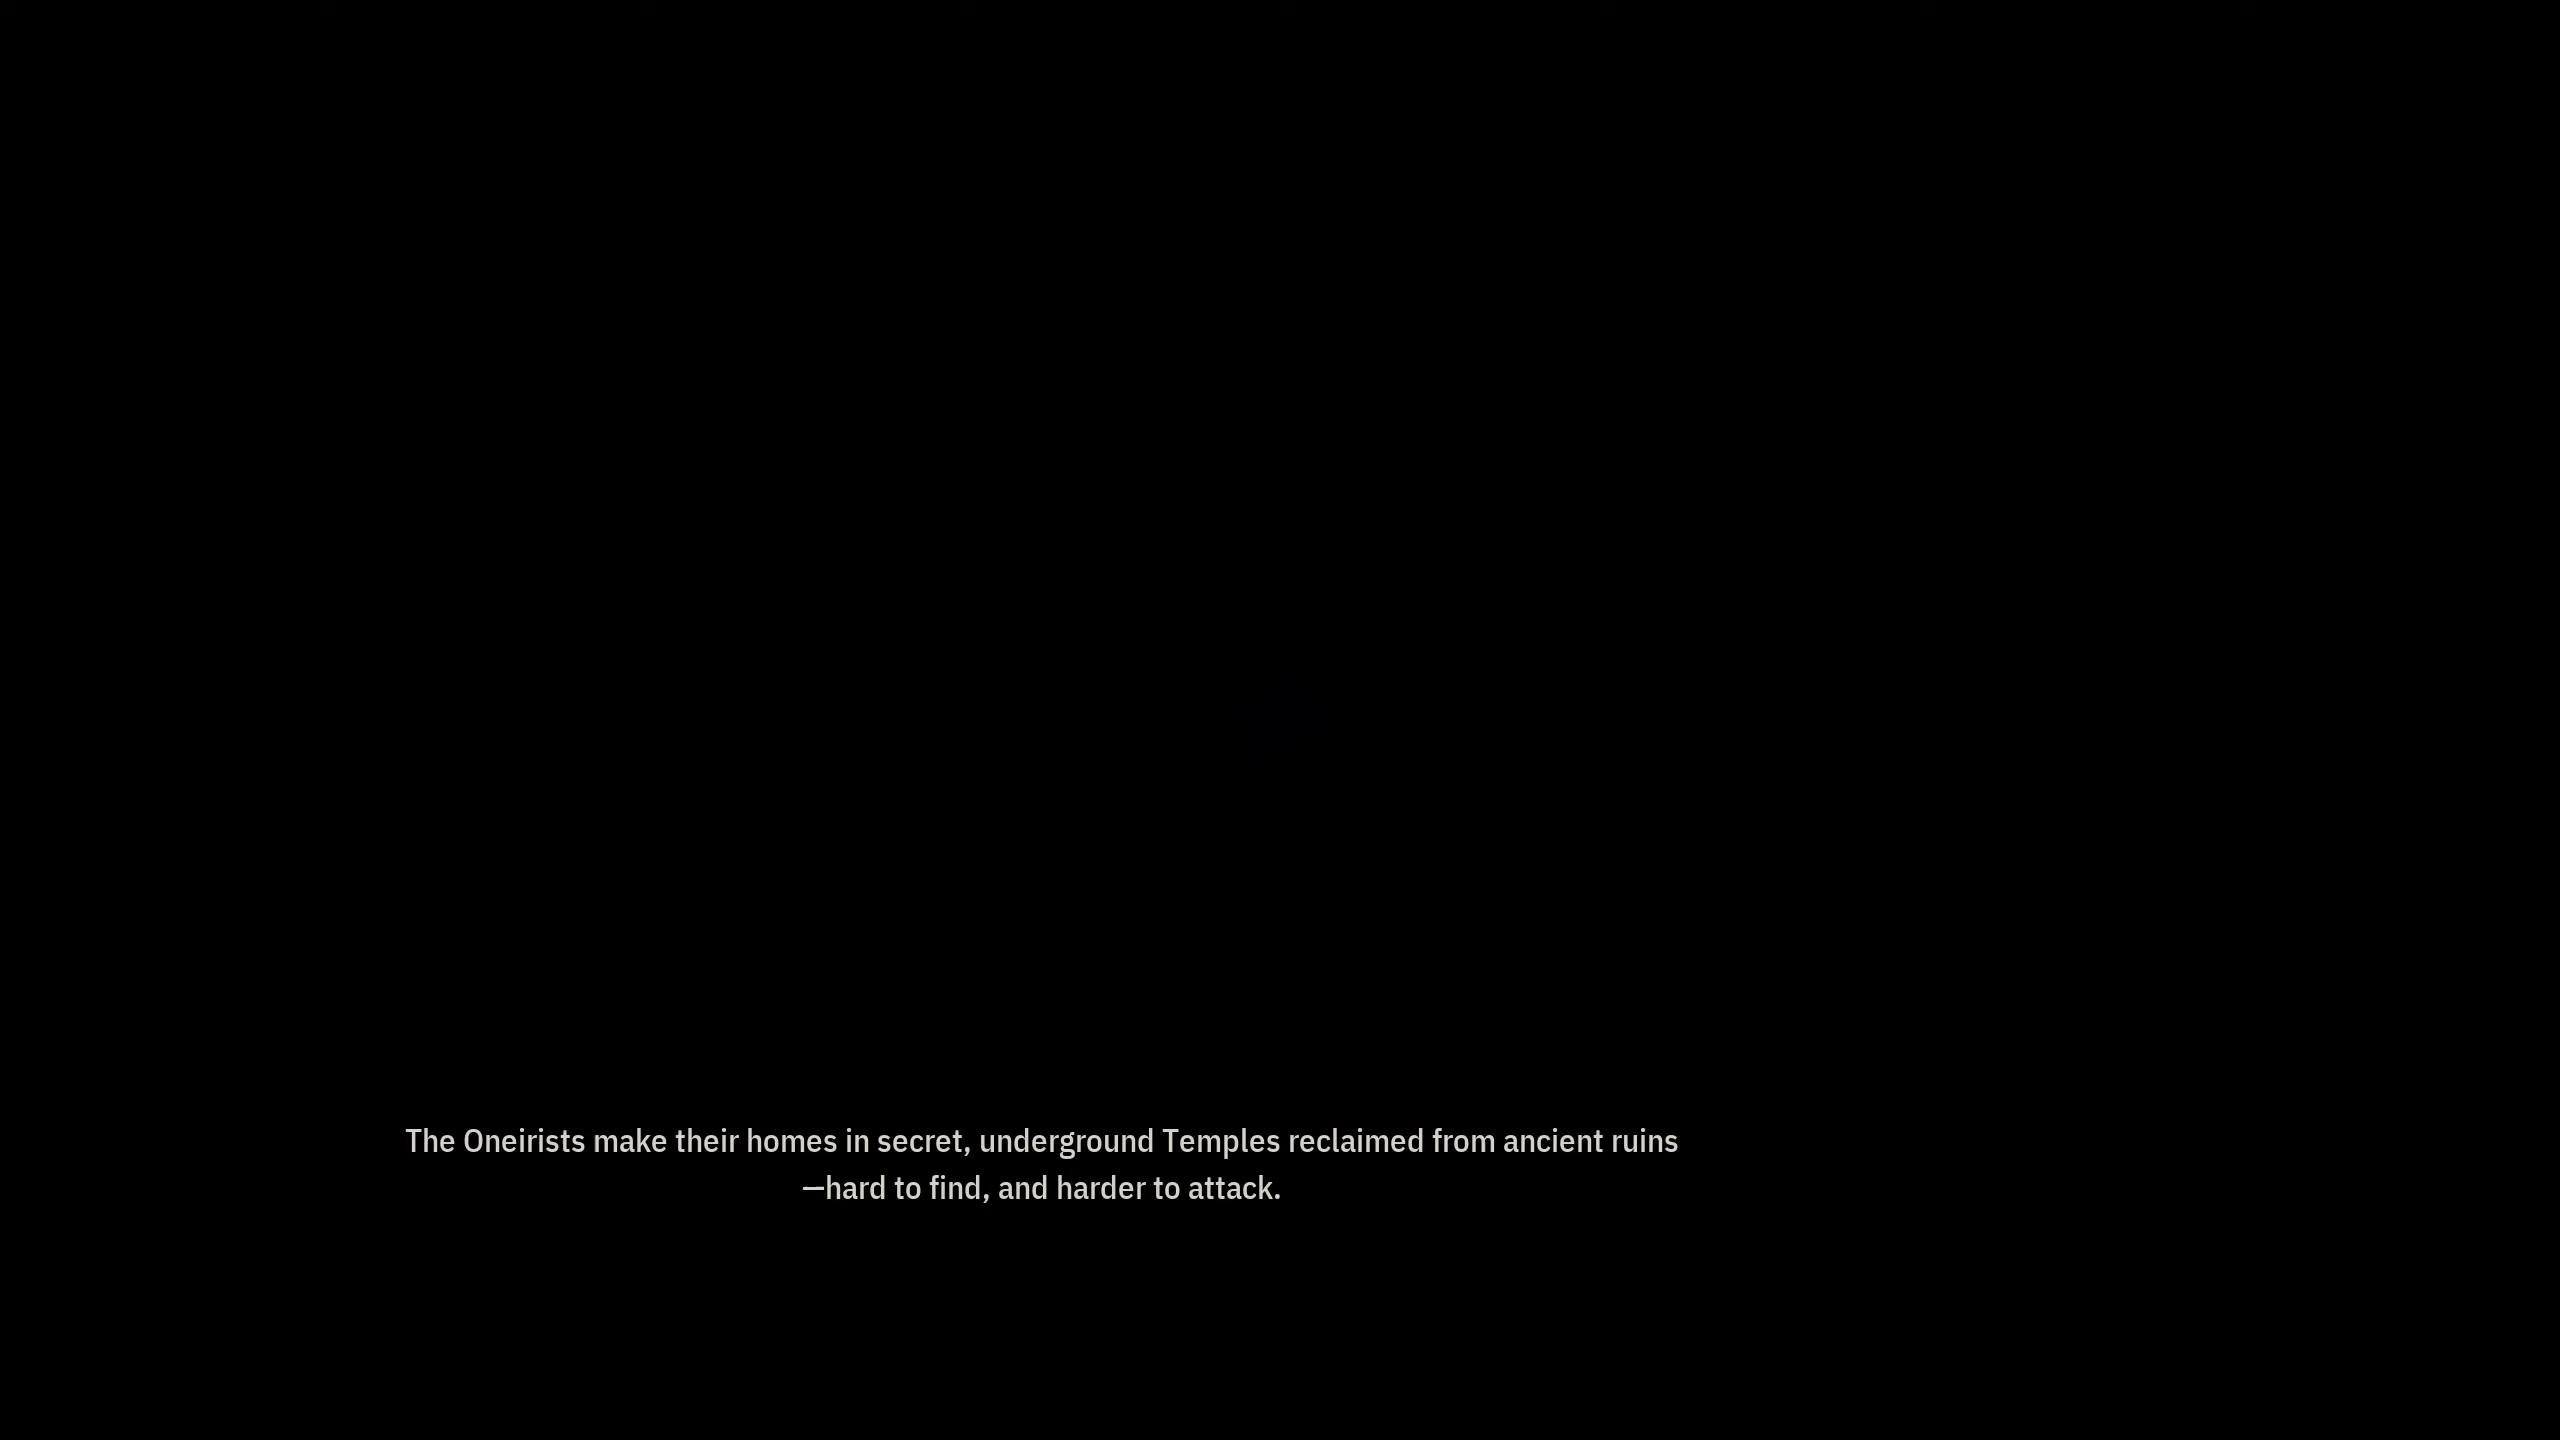 The Oneirists make their homes in secret, underground Temples reclaimed from ancient ruins
—hard to find, and harder to attack.